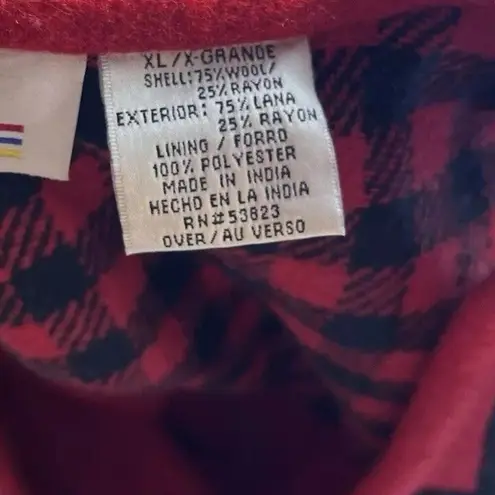 XL/X-GRANDE
SHELL:75%WOOL/
25%RAYON
EXTERIOR: 75%LANA
25%RAYON
LINING / FORRO
100% POLYESTER
MADE IN INDIA
HECHO EN LA INDIA
RN#53623
OVER/AU VERSO